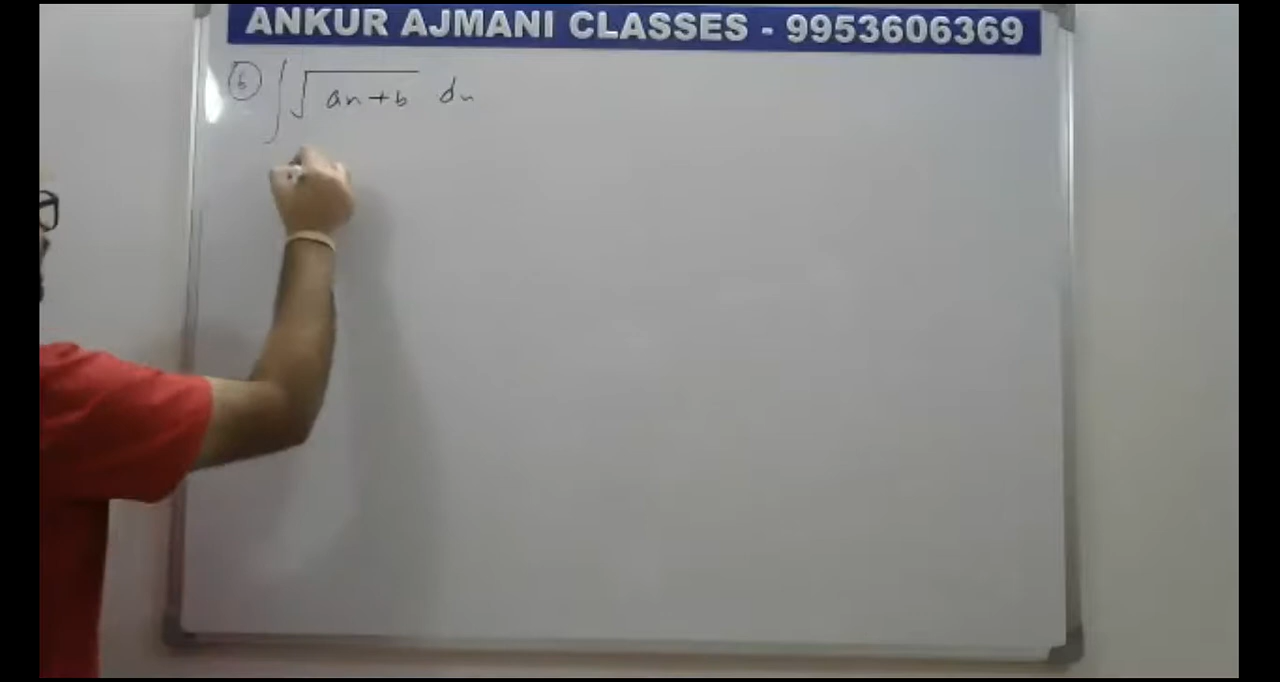 ANKUR AJMANI CLASSES - 9953606369
⑥ ∫ √(ax+b) dx